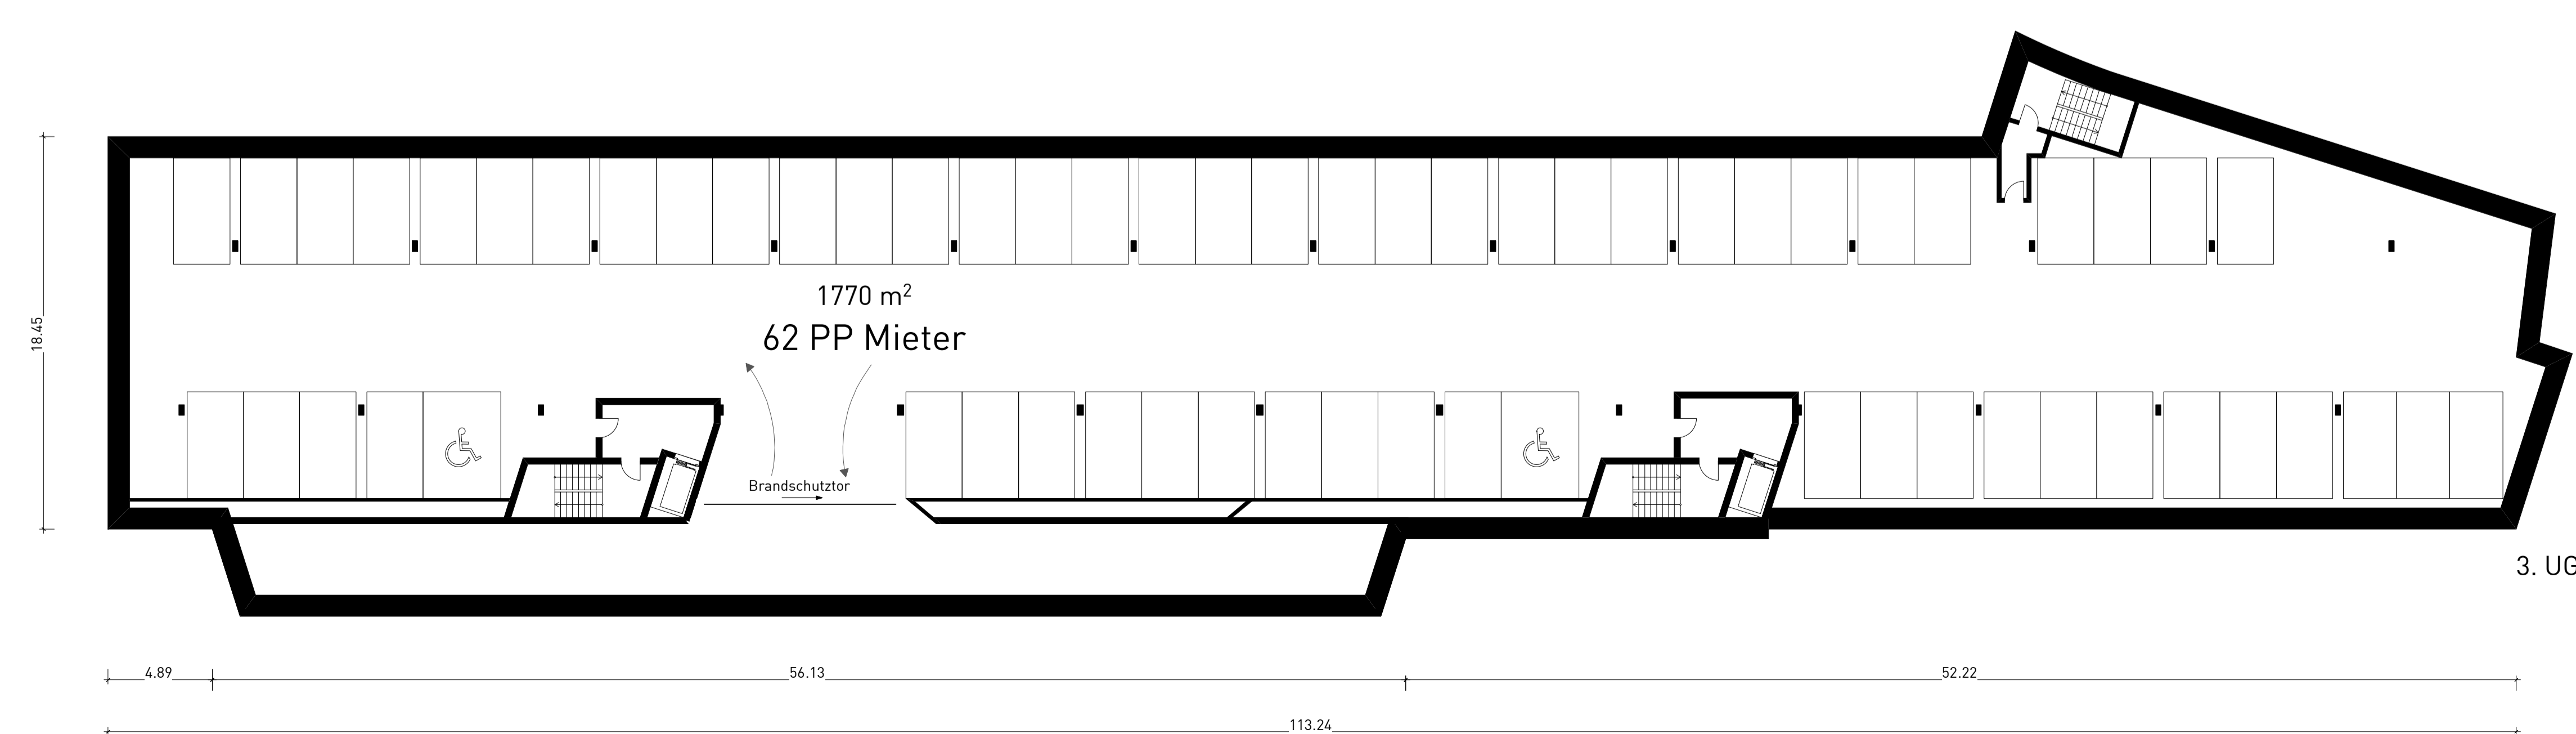 18.45
1770 m²
62 PP Mieter
Brandschutztor
3. UG
4.89
56.13
52.22
113.24